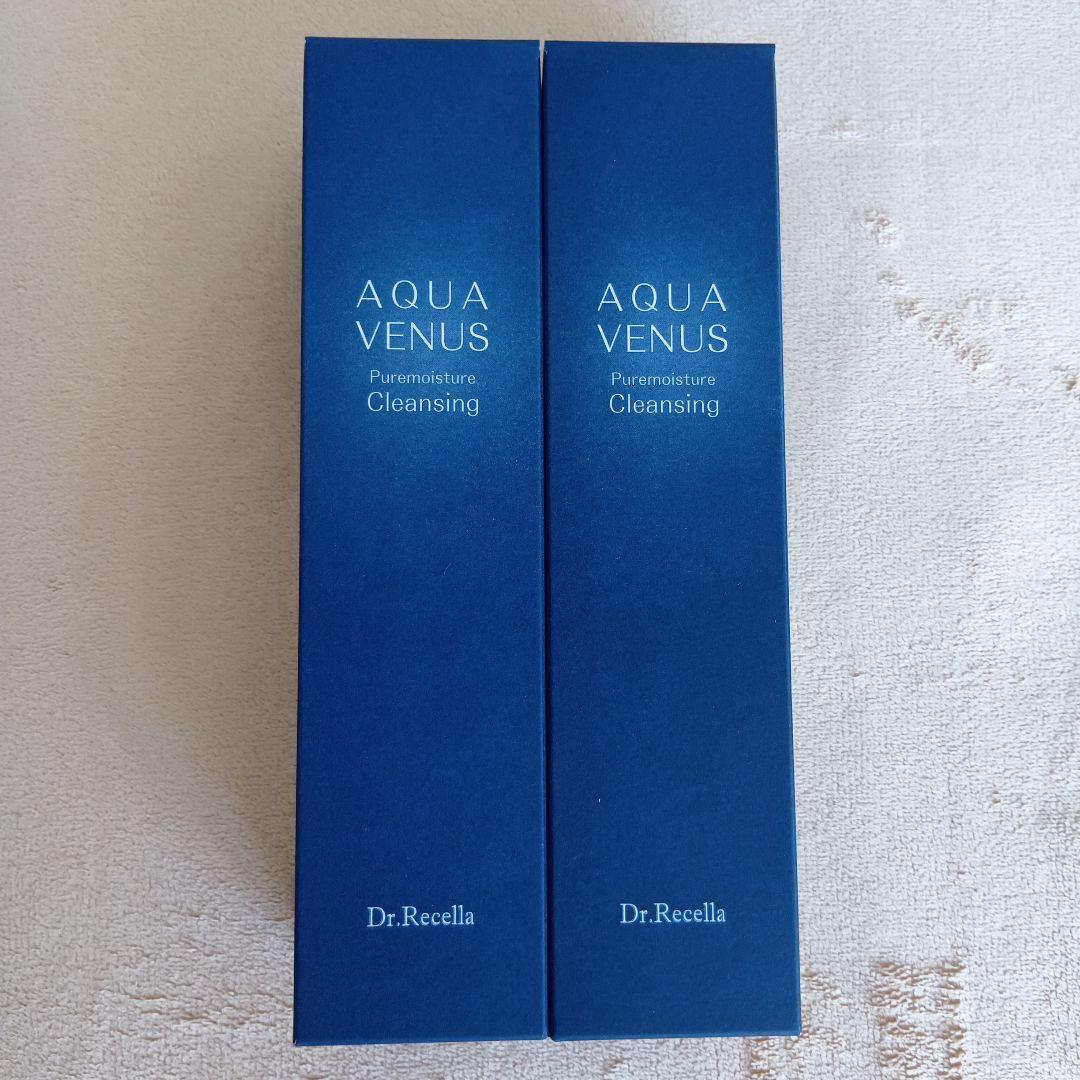 AQUA
VENUS
Puremoisture
Cleansing
Dr.Recella
AQUA
VENUS
Puremoisture
Cleansing
Dr.Recella